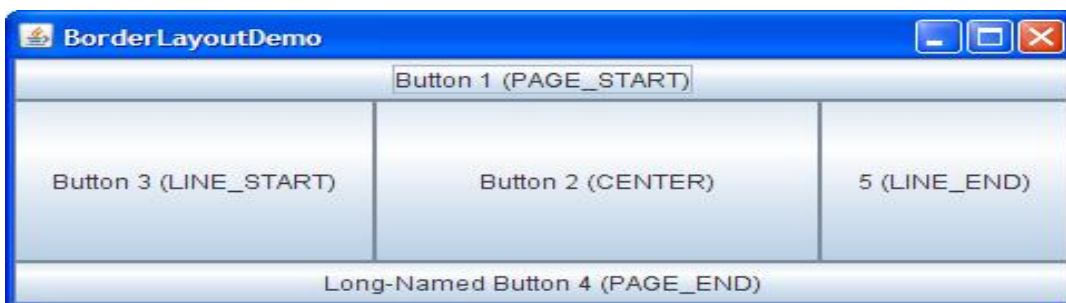 BorderLayoutDemo
Button 1 (PAGE_START)
Button 3 (LINE_START)
Button 2 (CENTER)
5 (LINE_END)
Long-Named Button 4 (PAGE_END)